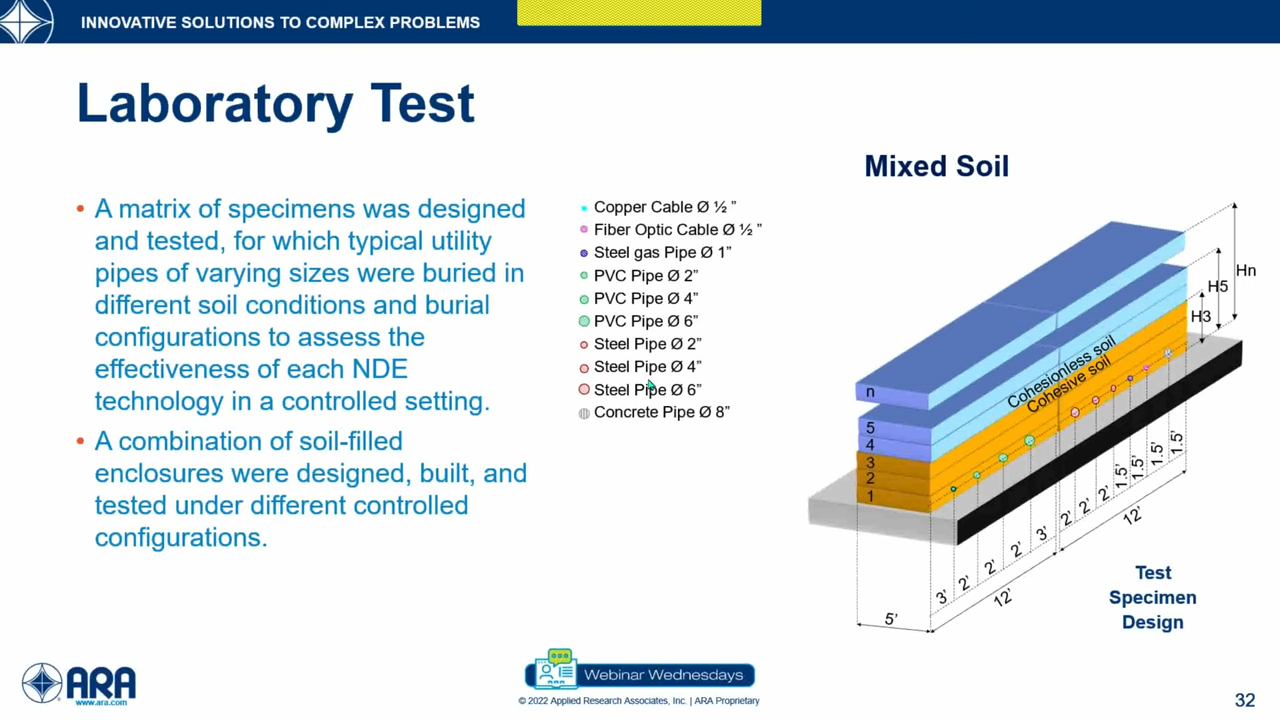 INNOVATIVE SOLUTIONS TO COMPLEX PROBLEMS
Laboratory Test
• A matrix of specimens was designed
and tested, for which typical utility
pipes of varying sizes were buried in
different soil conditions and burial
configurations to assess the
effectiveness of each NDE
technology in a controlled setting.
• A combination of soil-filled
enclosures were designed, built, and
tested under different controlled
configurations.
Copper Cable Ø ½ ”
Fiber Optic Cable Ø ½ ”
Steel gas Pipe Ø 1”
PVC Pipe Ø 2”
PVC Pipe Ø 4”
PVC Pipe Ø 6”
Steel Pipe Ø 2”
Steel Pipe Ø 4”
Steel Pipe Ø 6”
Concrete Pipe Ø 8”
Mixed Soil
Hn
H5
H3
n
5
4
3
2
1
Cohesionless soil
Cohesive soil
3’ 2’ 2’ 2’ 3’ 2’ 2’ 2’ 1.5’ 1.5’ 1.5’ 1.5’
12’ 12’
5’
Test
Specimen
Design
ARA
www.ara.com
Webinar Wednesdays
© 2022 Applied Research Associates, Inc. | ARA Proprietary
32